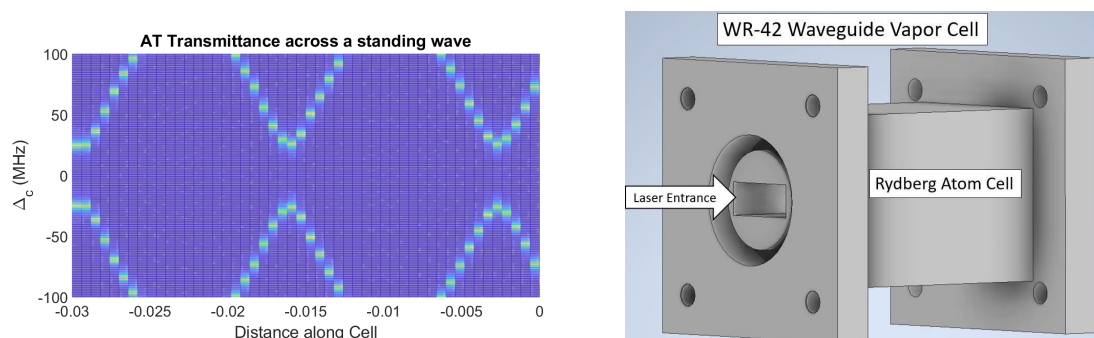 AT Transmittance across a standing wave
100
50
0
-50
-100
Δc (MHz)
-0.03
-0.025
-0.02
-0.015
-0.01
-0.005
0
Distance along Cell
WR-42 Waveguide Vapor Cell
Laser Entrance
Rydberg Atom Cell